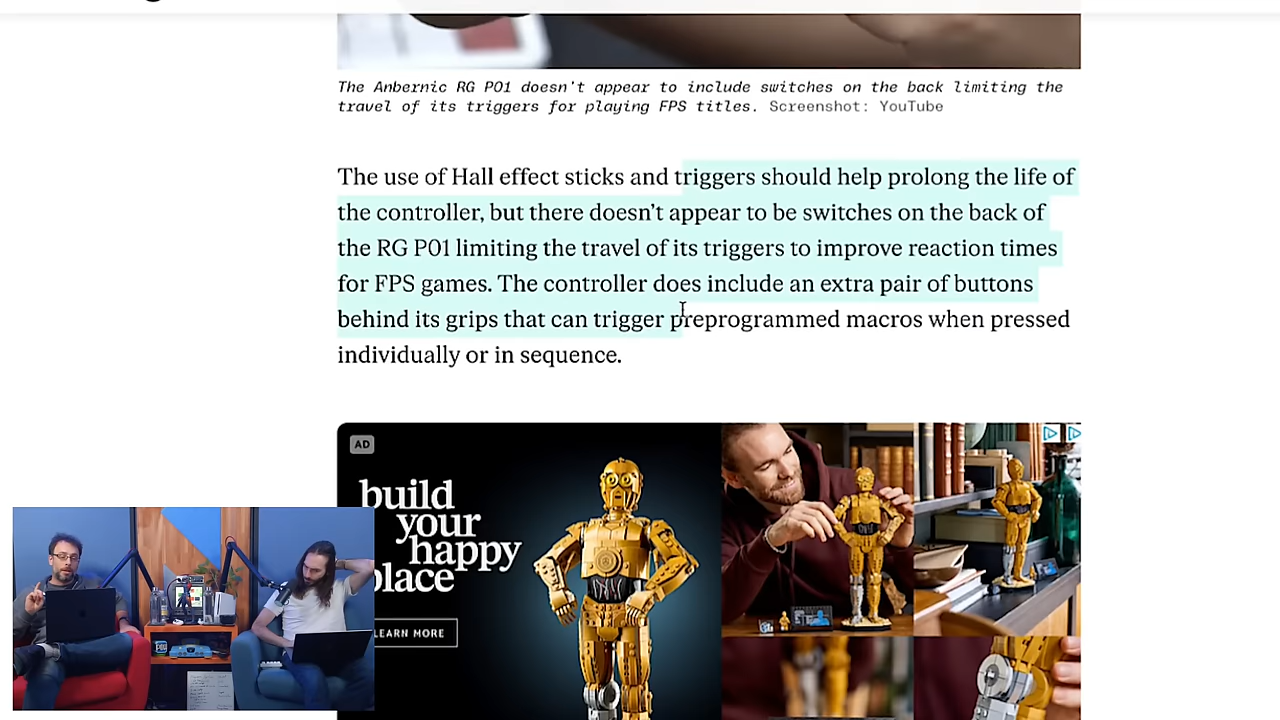 The Anbernic RG P01 doesn't appear to include switches on the back limiting the
travel of its triggers for playing FPS titles. Screenshot: YouTube
The use of Hall effect sticks and triggers should help prolong the life of
the controller, but there doesn’t appear to be switches on the back of
the RG P01 limiting the travel of its triggers to improve reaction times
for FPS games. The controller does include an extra pair of buttons
behind its grips that can trigger preprogrammed macros when pressed
individually or in sequence.
AD
build
your
happy
place
LEARN MORE